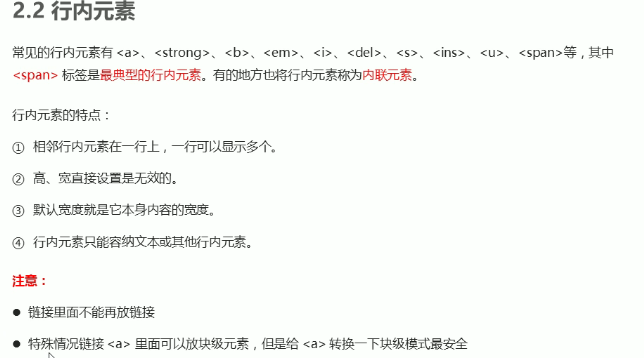 2.2 行内元素
常见的行内元素有 <a>、<strong>、<b>、<em>、<i>、<del>、<s>、<ins>、<u>、<span>等，其中
<span> 标签是最典型的行内元素。有的地方也将行内元素称为内联元素。
行内元素的特点：
① 相邻行内元素在一行上，一行可以显示多个。
② 高、宽直接设置是无效的。
③ 默认宽度就是它本身内容的宽度。
④ 行内元素只能容纳文本或其他行内元素。
注意：
● 链接里面不能再放链接
● 特殊情况链接 <a> 里面可以放块级元素，但是给 <a> 转换一下块级模式最安全